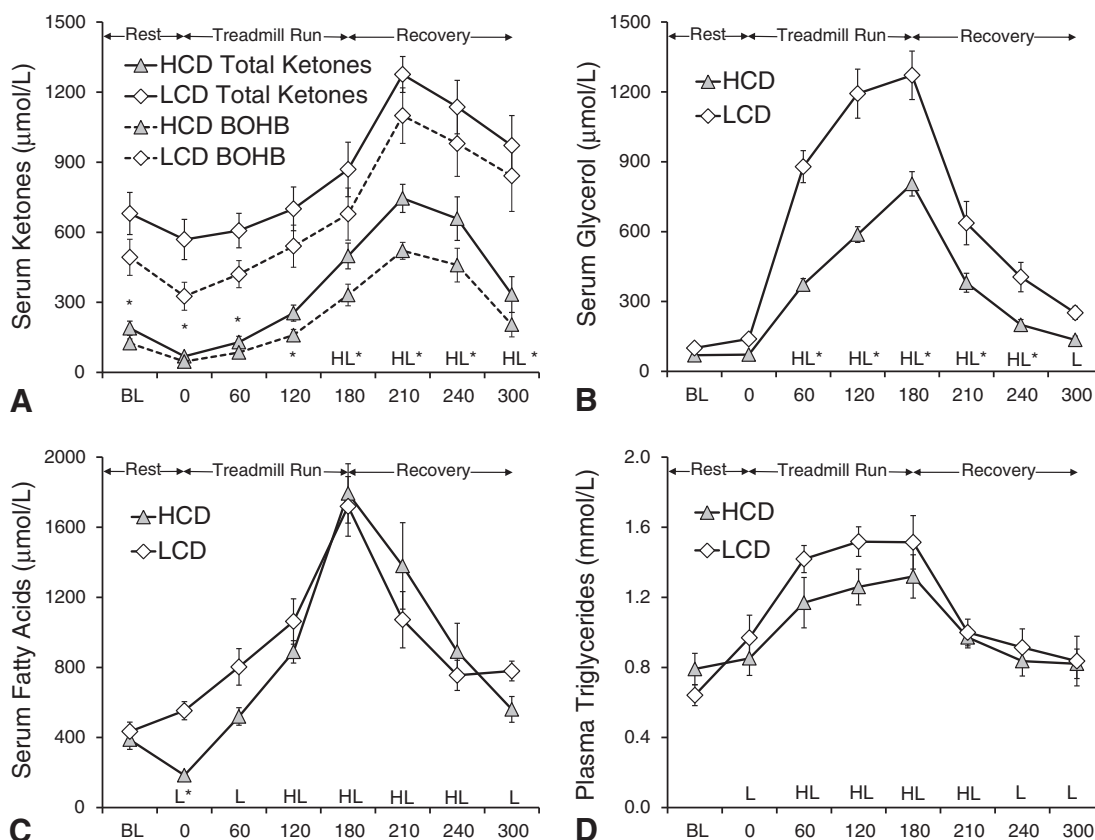 1500
Rest
Treadmill Run
Recovery
HCD Total Ketones
LCD Total Ketones
HCD BOHB
LCD BOHB
1200
900
600
300
0
Serum Ketones (µmol/L)
*
*
*
*
HL*
HL*
HL*
HL*
A
BL 0 60 120 180 210 240 300
1500
Rest
Treadmill Run
Recovery
HCD
LCD
1200
900
600
300
0
Serum Glycerol (µmol/L)
HL*
HL*
HL*
HL*
HL*
L
B
BL 0 60 120 180 210 240 300
2000
Rest
Treadmill Run
Recovery
HCD
LCD
1600
1200
800
400
0
Serum Fatty Acids (µmol/L)
L* L HL HL HL HL L
C
BL 0 60 120 180 210 240 300
2.0
Rest
Treadmill Run
Recovery
HCD
LCD
1.6
1.2
0.8
0.4
0.0
Plasma Triglycerides (mmol/L)
L HL HL HL HL L L
D
BL 0 60 120 180 210 240 300